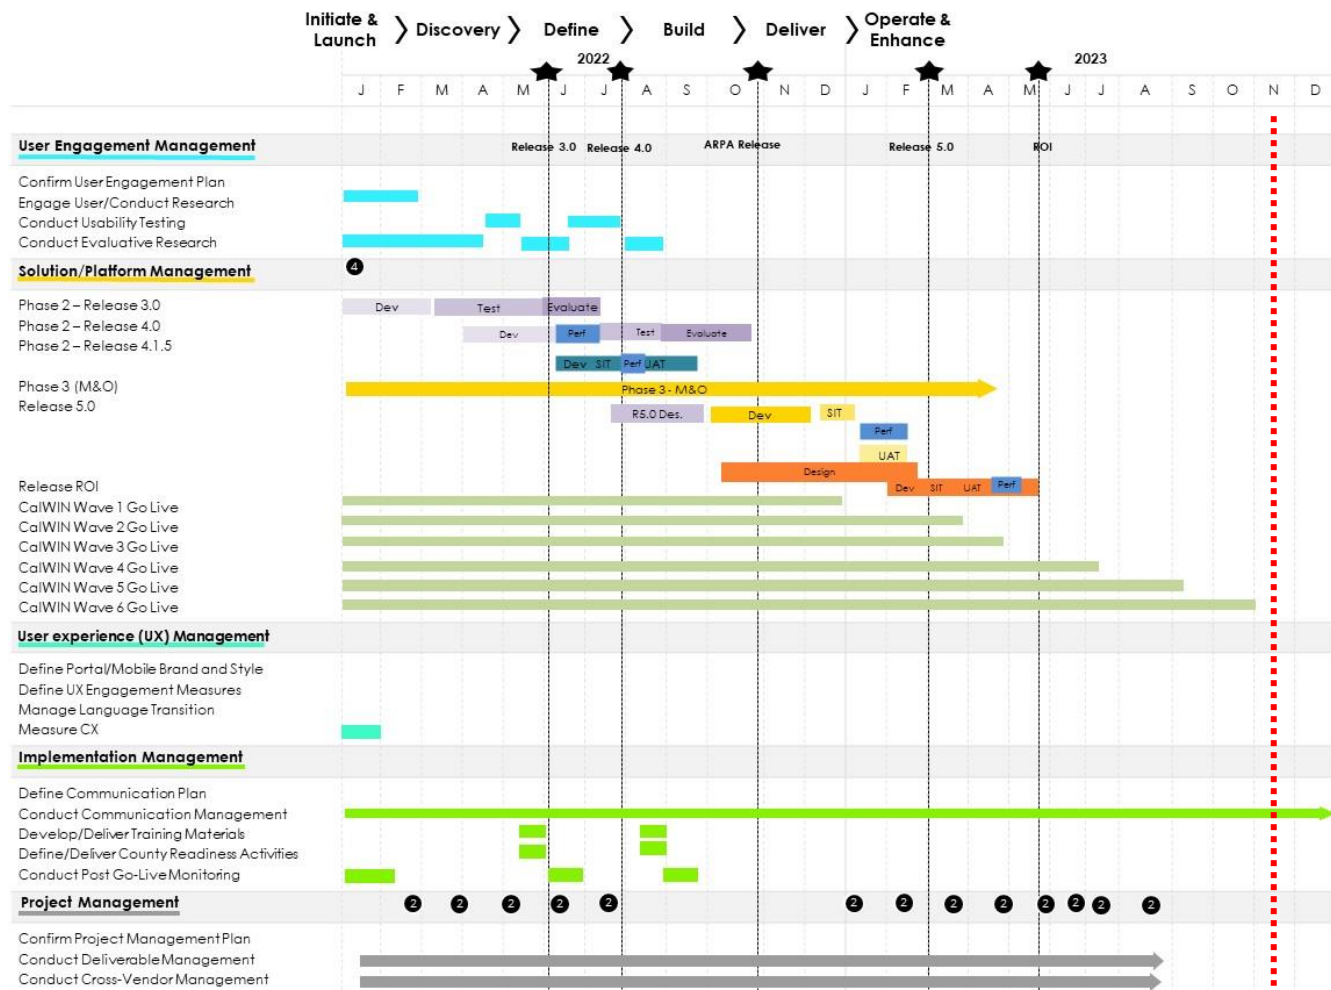 Initiate &
Launch
Discovery
Define
Build
Deliver
Operate &
Enhance
2022
2023
J F M A M J J A S O N D J F M A M J J A S O N D
User Engagement Management
Release 3.0
Release 4.0
ARPA Release
Release 5.0
ROI
Confirm User Engagement Plan
Engage User/Conduct Research
Conduct Usability Testing
Conduct Evaluative Research
Solution/Platform Management
4
Phase 2 – Release 3.0
Dev
Test
Evaluate
Phase 2 – Release 4.0
Dev
Perf
Test
Evaluate
Phase 2 – Release 4.1.5
Dev
SIT
Perf
UAT
Phase 3 (M&O)
Phase 3 - M&O
Release 5.0
R5.0 Des.
Dev
SIT
Perf
UAT
Design
Release ROI
Dev
SIT
UAT
Perf
CalWIN Wave 1 Go Live
CalWIN Wave 2 Go Live
CalWIN Wave 3 Go Live
CalWIN Wave 4 Go Live
CalWIN Wave 5 Go Live
CalWIN Wave 6 Go Live
User experience (UX) Management
Define Portal/Mobile Brand and Style
Define UX Engagement Measures
Manage Language Transition
Measure CX
Implementation Management
Define Communication Plan
Conduct Communication Management
Develop/Deliver Training Materials
Define/Deliver County Readiness Activities
Conduct Post Go-Live Monitoring
Project Management
2 2 2 2 2 2 2 2 2 2 2 2 2
Confirm Project Management Plan
Conduct Deliverable Management
Conduct Cross-Vendor Management